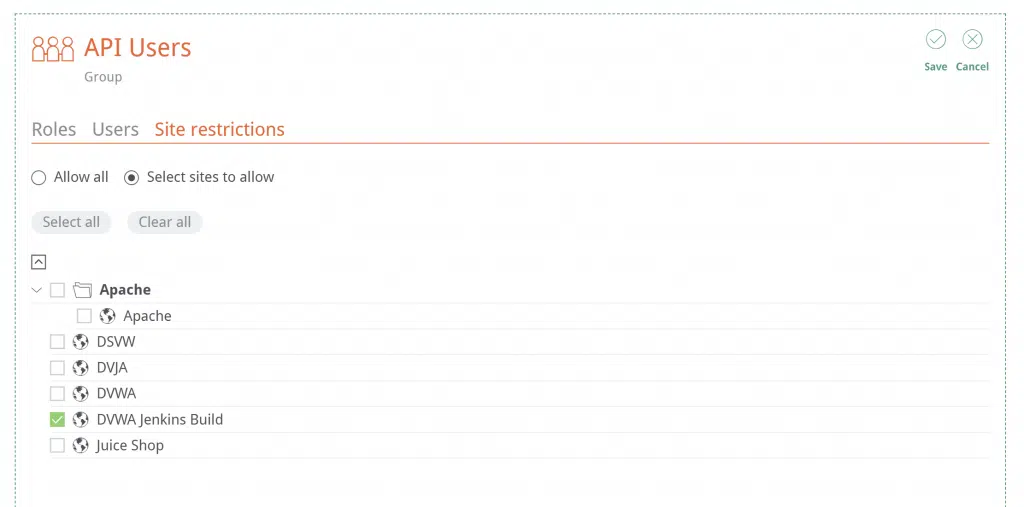 API Users
Save Cancel
Group
Roles Users Site restrictions
Allow all Select sites to allow
Select all Clear all
Apache
Apache
DSVW
DVJA
DVWA
DVWA Jenkins Build
Juice Shop